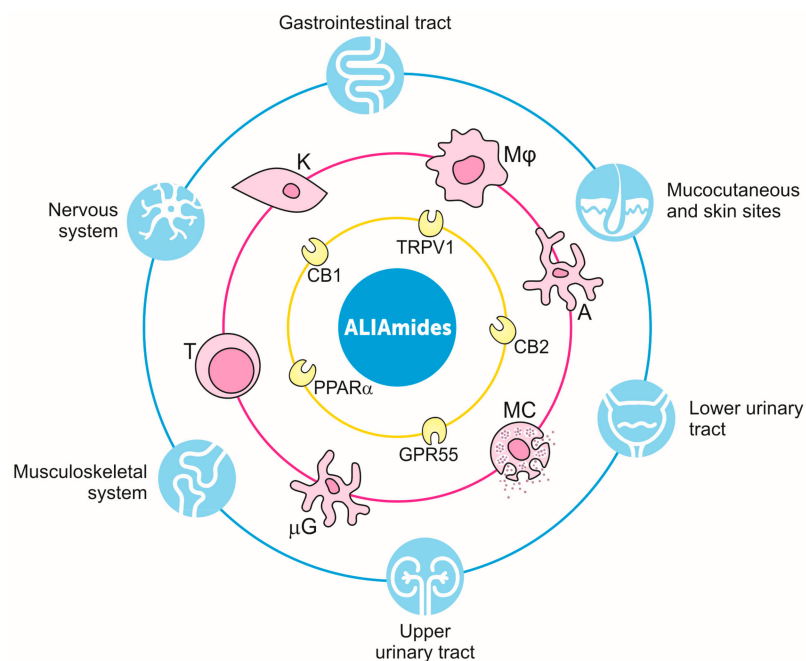 Gastrointestinal tract
K
Mφ
Nervous
system
Mucocutaneous
and skin sites
TRPV1
CB1
A
ALIAmides
CB2
T
PPARα
MC
GPR55
Lower urinary
tract
Musculoskeletal
system
μG
Upper
urinary tract